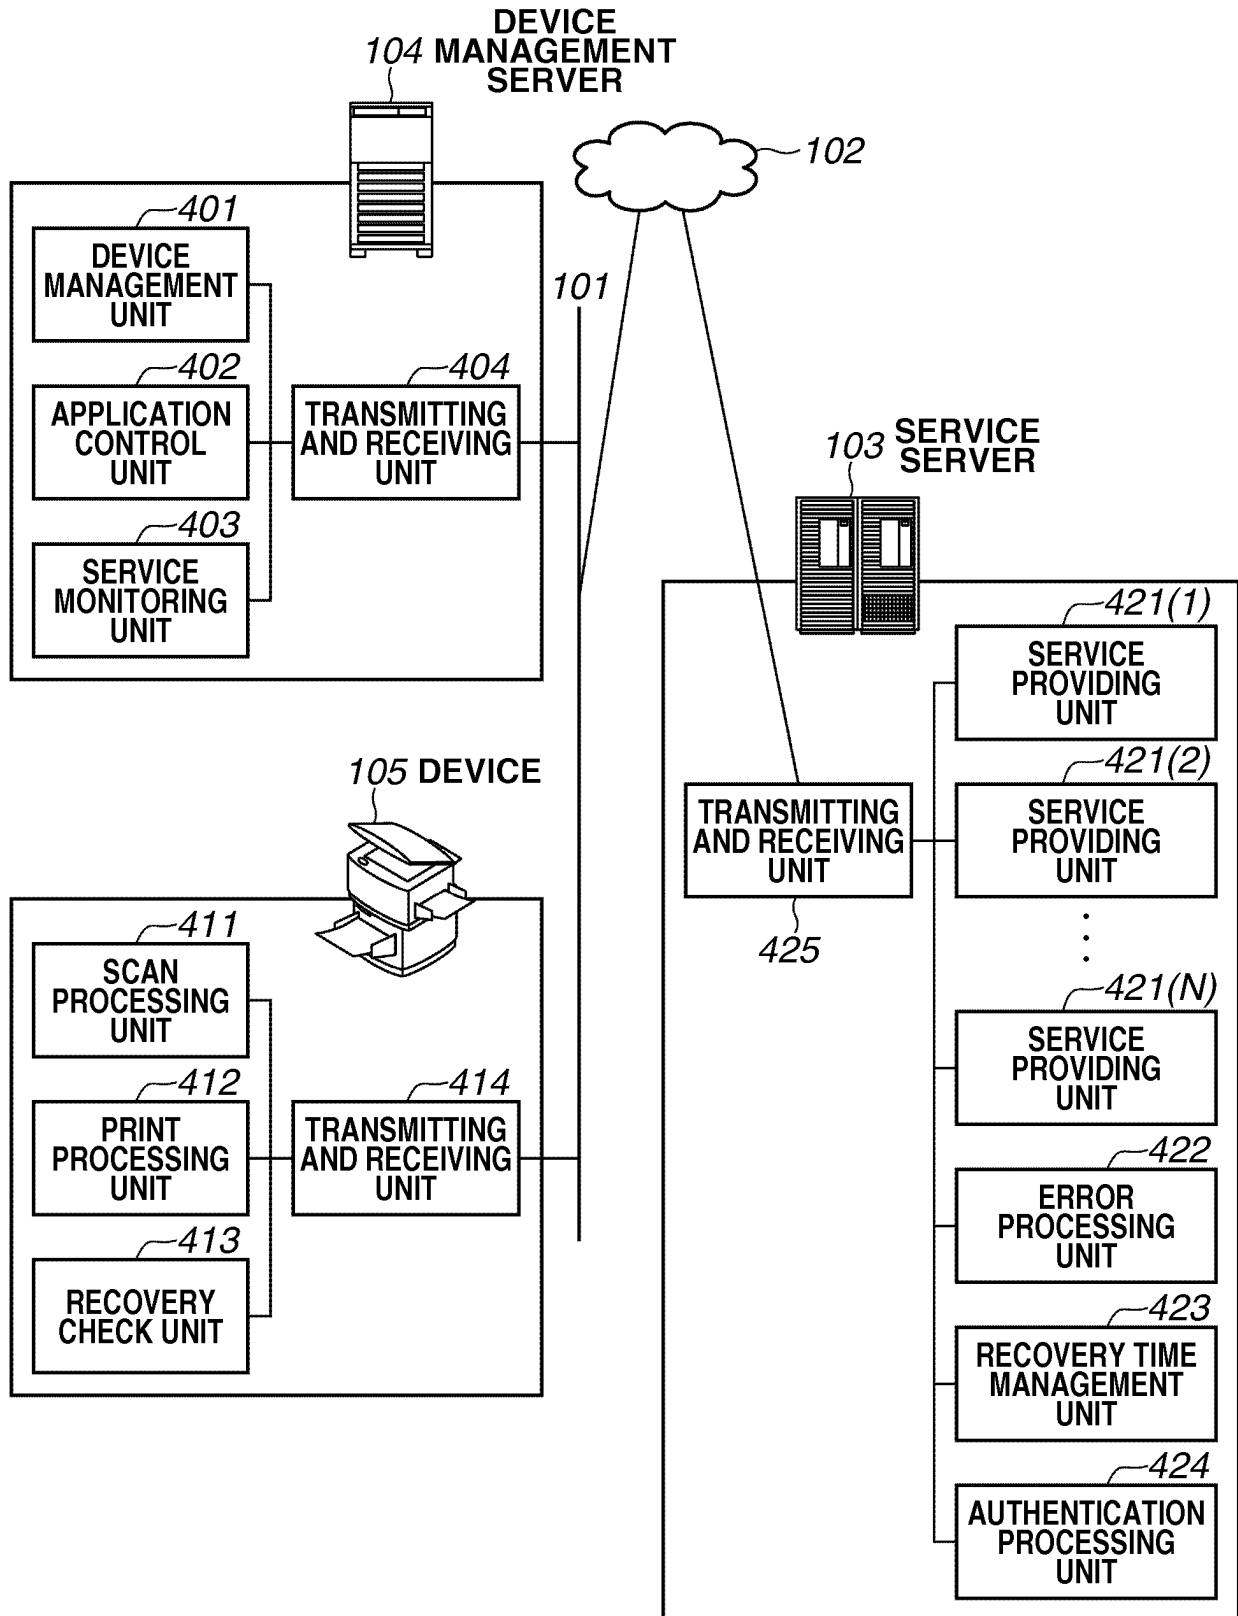 104 DEVICE
MANAGEMENT
SERVER
102
401
DEVICE
MANAGEMENT
UNIT
101
402
APPLICATION
CONTROL
UNIT
404
TRANSMITTING
AND RECEIVING
UNIT
403
SERVICE
MONITORING
UNIT
103 SERVICE
SERVER
421(1)
SERVICE
PROVIDING
UNIT
421(2)
SERVICE
PROVIDING
UNIT
TRANSMITTING
AND RECEIVING
UNIT
425
421(N)
SERVICE
PROVIDING
UNIT
422
ERROR
PROCESSING
UNIT
423
RECOVERY TIME
MANAGEMENT
UNIT
424
AUTHENTICATION
PROCESSING
UNIT
105 DEVICE
411
SCAN
PROCESSING
UNIT
412
PRINT
PROCESSING
UNIT
414
TRANSMITTING
AND RECEIVING
UNIT
413
RECOVERY
CHECK UNIT